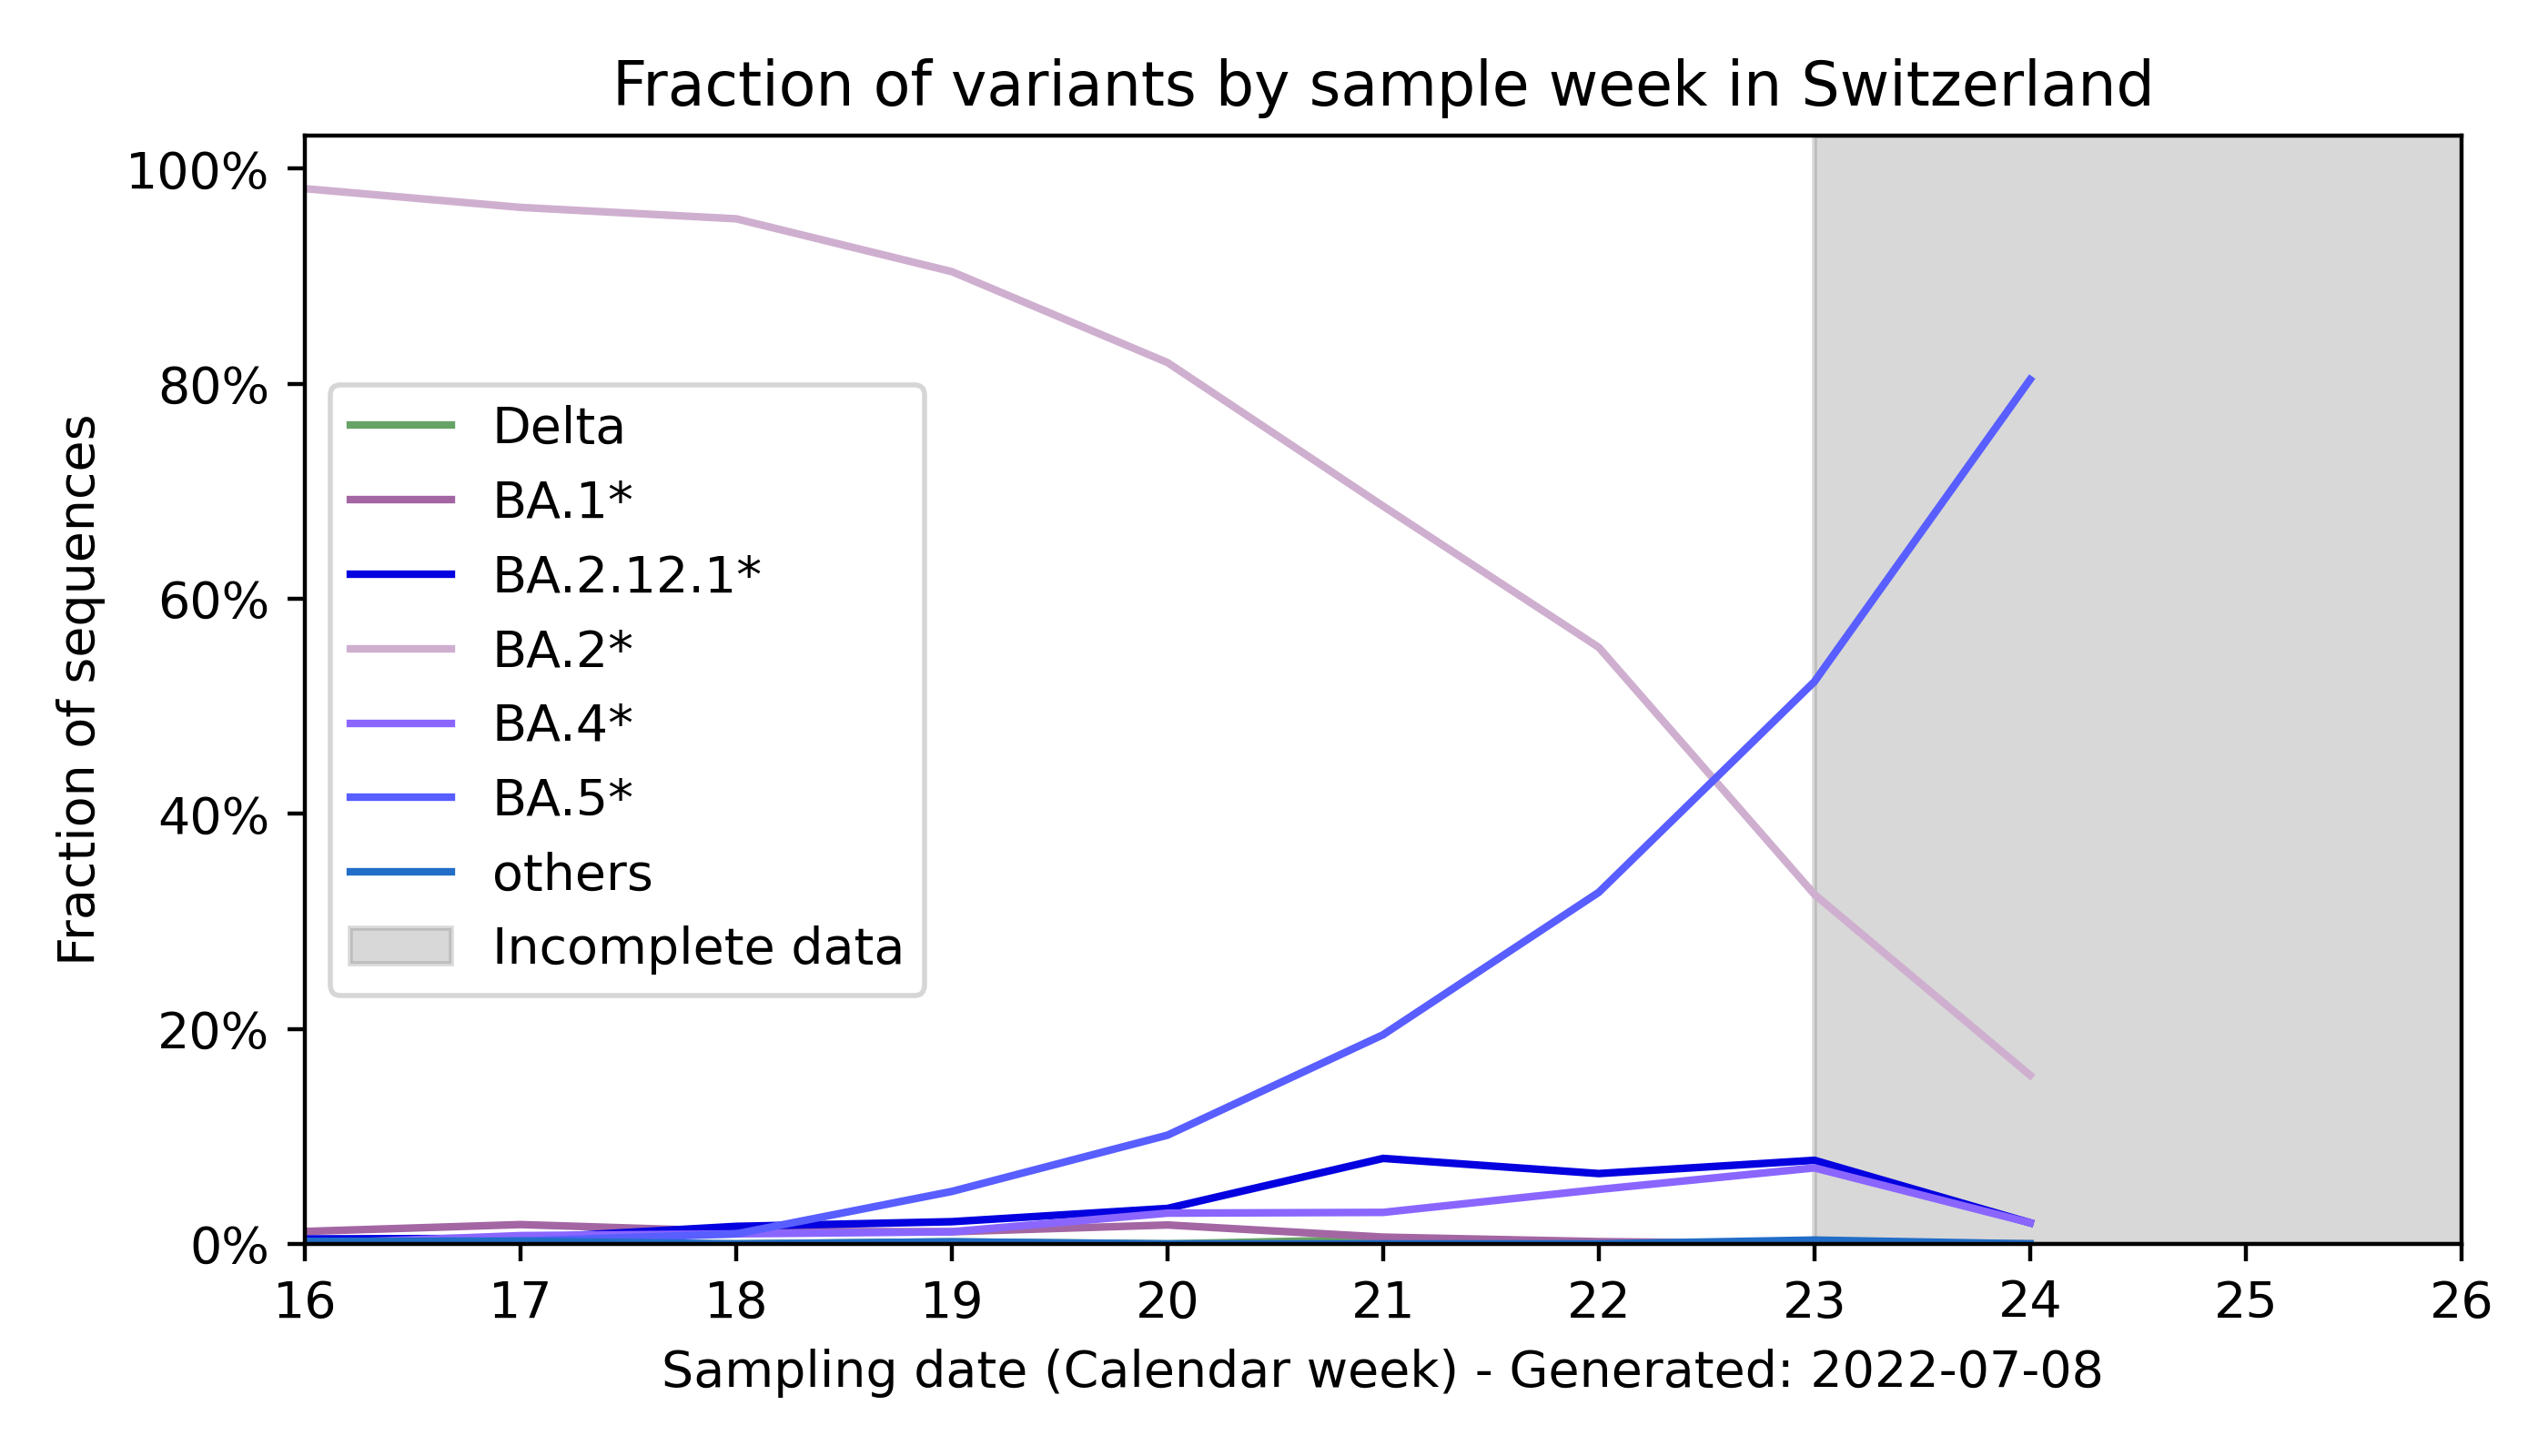 Fraction of variants by sample week in Switzerland
Fraction of sequences
100%
80%
60%
40%
20%
0%
Delta
BA.1*
BA.2.12.1*
BA.2*
BA.4*
BA.5*
others
Incomplete data
16 17 18 19 20 21 22 23 24 25 26
Sampling date (Calendar week) - Generated: 2022-07-08